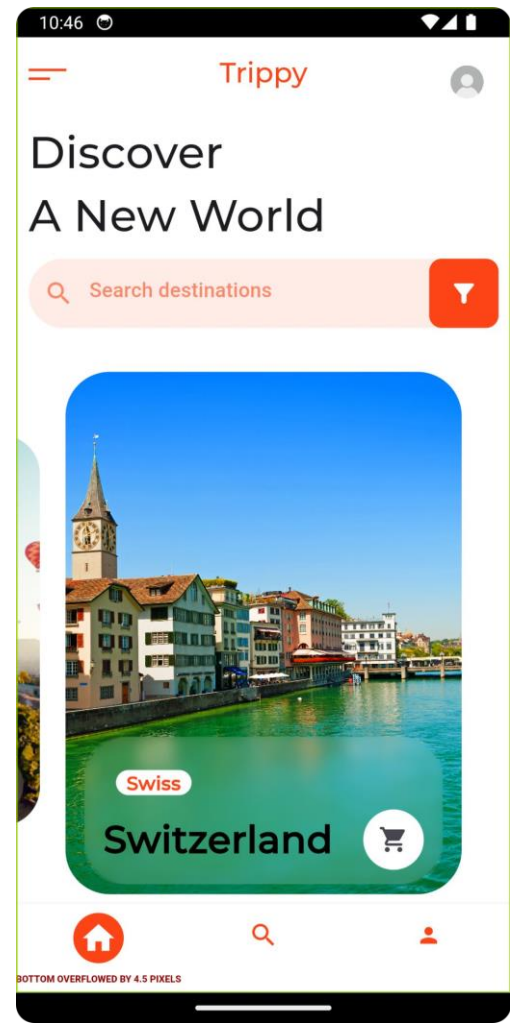 10:46
Trippy
Discover
A New World
Search destinations
Swiss
Switzerland
BOTTOM OVERFLOWED BY 4.5 PIXELS